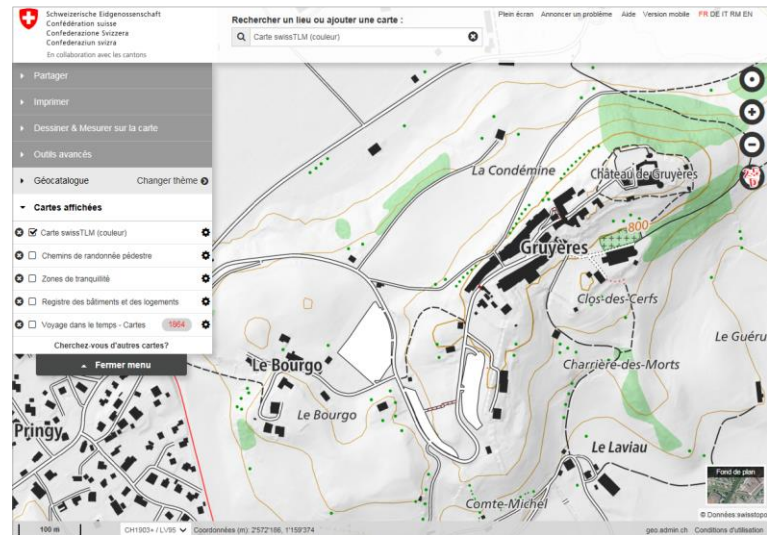 Schweizerische Eidgenossenschaft
Confédération suisse
Confederazione Svizzera
Confederaziun svizra
En collaboration avec les cantons
Rechercher un lieu ou ajouter une carte :
Carte swissTLM (couleur)
Plein écran Annoncer un problème Aide Version mobile FR DE IT RM EN
Partager
Imprimer
Dessiner & Mesurer sur la carte
Outils avancés
Géocatalogue Changer thème
Cartes affichées
Carte swissTLM (couleur)
Chemins de randonnée pédestre
Zones de tranquillité
Registre des bâtiments et des logements
Voyage dans le temps - Cartes 1864
Cherchez-vous d'autres cartes?
Fermer menu
La Condémine
Château de Gruyères
800
Gruyères
Clos-des-Cerfs
Le Guéru
Le Bourgo
Charrière-des-Morts
Le Bourgo
Pringy
Le Laviau
Comte-Michel
Fond de plan
© Données:swisstopo
100 m CH1903+ / LV95 Coordonnées (m): 2'572'186, 1'159'374 geo.admin.ch Conditions d'utilisation